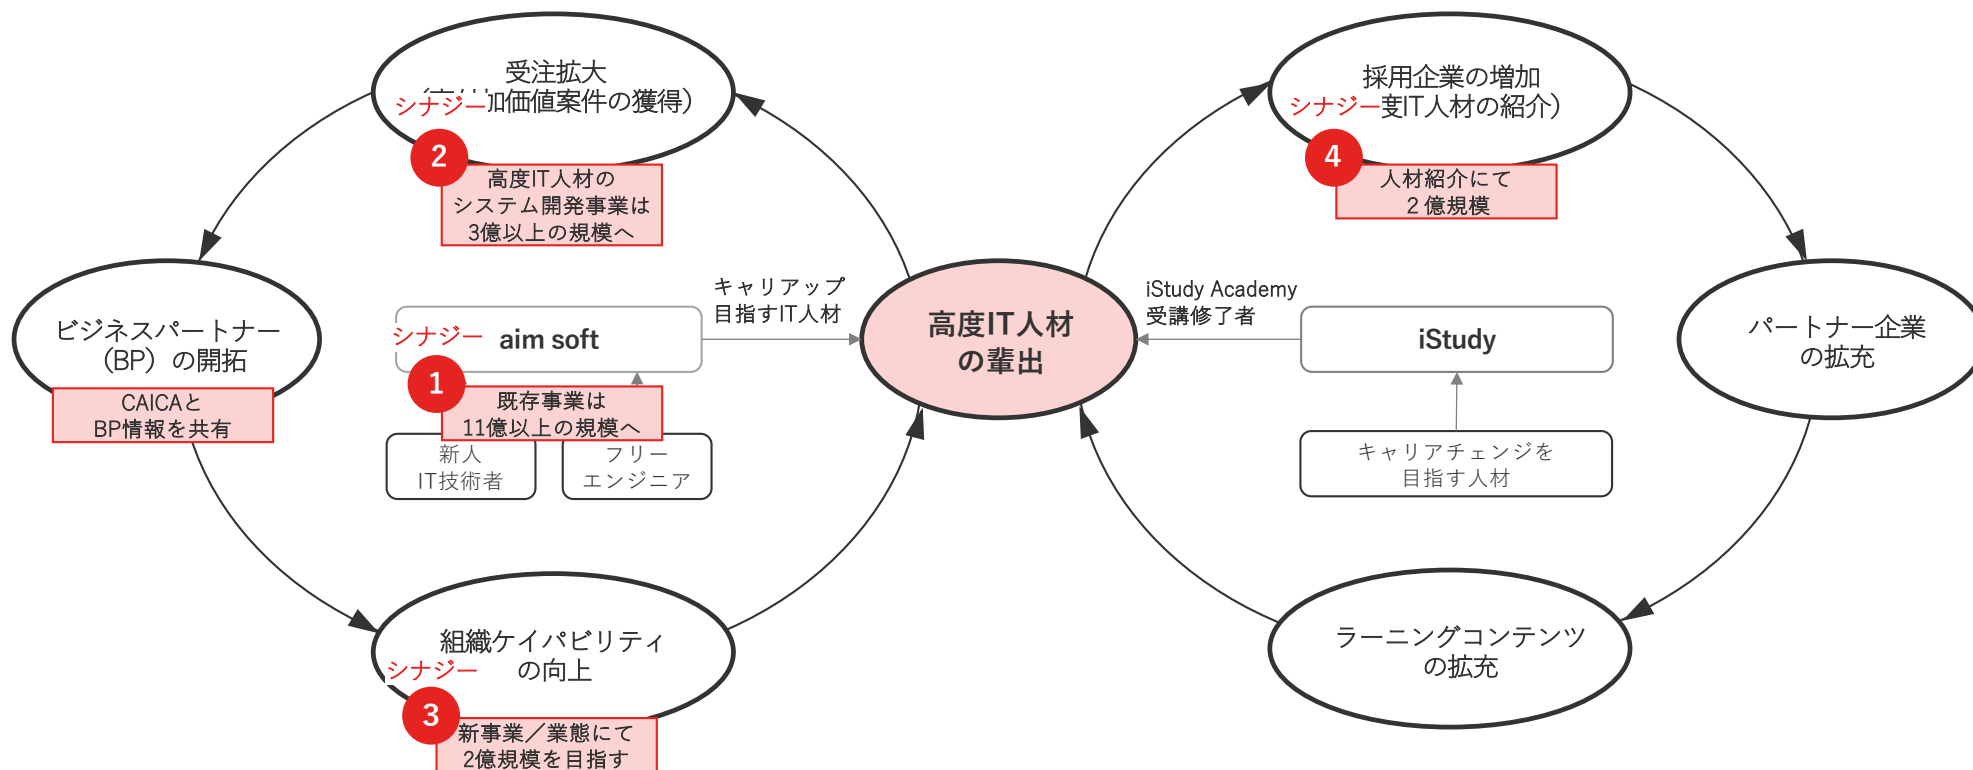 受注拡大
加価値案件の獲得）
シナジー
2
高度IT人材の
システム開発事業は
3億以上の規模へ
採用企業の増加
シナジー
度IT人材の紹介）
4
人材紹介にて
２億規模
ビジネスパートナー
（BP）の開拓
CAICAと
BP情報を共有
シナジー
aim soft
1
既存事業は
11億以上の規模へ
新人
IT技術者
フリー
エンジニア
キャリアップ
目指すIT人材
高度IT人材
の輩出
iStudy Academy
受講修了者
iStudy
キャリアチェンジを
目指す人材
パートナー企業
の拡充
組織ケイパビリティ
の向上
シナジー
3
新事業／業態にて
2億規模を目指す
ラーニングコンテンツ
の拡充